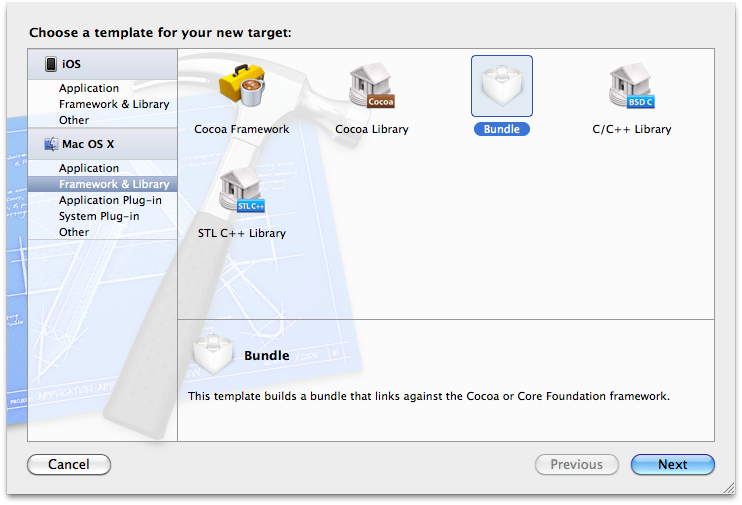 Choose a template for your new target:
iOS
Application
Framework & Library
Other
Mac OS X
Application
Framework & Library
Application Plug-in
System Plug-in
Other
Cocoa Framework
Cocoa
Cocoa Library
Bundle
BSD C
C/C++ Library
STL C++
STL C++ Library
Bundle
This template builds a bundle that links against the Cocoa or Core Foundation framework.
Cancel
Previous
Next